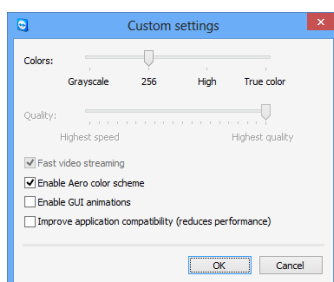 Custom settings
Colors:
Grayscale 256 High True color
Quality:
Highest speed Highest quality
Fast video streaming
Enable Aero color scheme
Enable GUI animations
Improve application compatibility (reduces performance)
OK Cancel